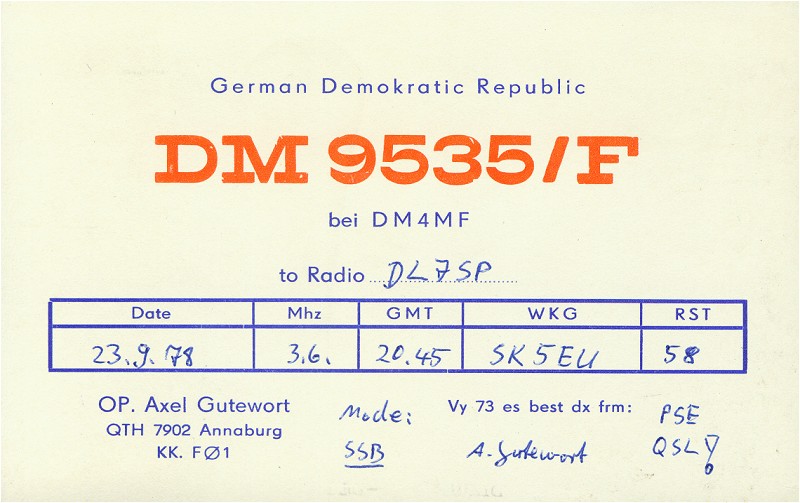 German Demokratic Republic
DM 9535/F
bei DM4MF
to Radio DL7SP
Date Mhz GMT WKG RST
23.9.78 3.6. 20.45 SK5EU 58
OP. Axel Gutewort
QTH 7902 Annaburg
KK. FØ1
Mode:
SSB
Vy 73 es best dx frm:
A. Gutewort
PSE
QSL!